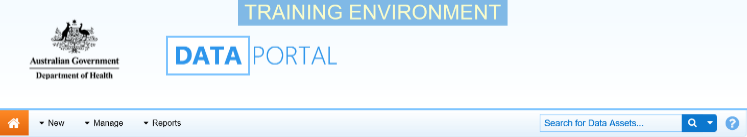 TRAINING ENVIRONMENT
Australian Government
Department of Health
DATA PORTAL
New Manage Reports Search for Data Assets... ?